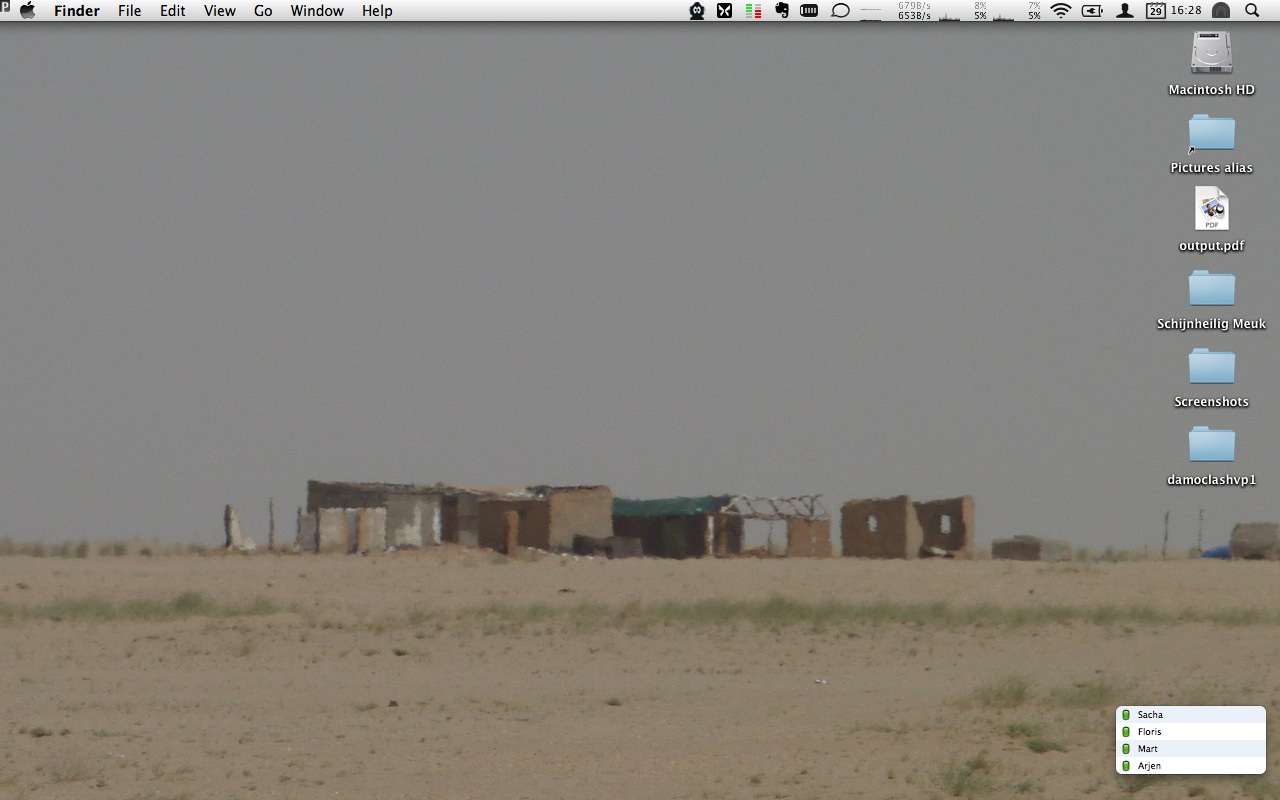 P Finder File Edit View Go Window Help 679B/s 8% 7% 29 16:28
653B/s 5% 5%
Macintosh HD
Pictures alias
PDF
output.pdf
Schijnheilig Meuk
Screenshots
damoclashvp1
Sacha
Floris
Mart
Arjen